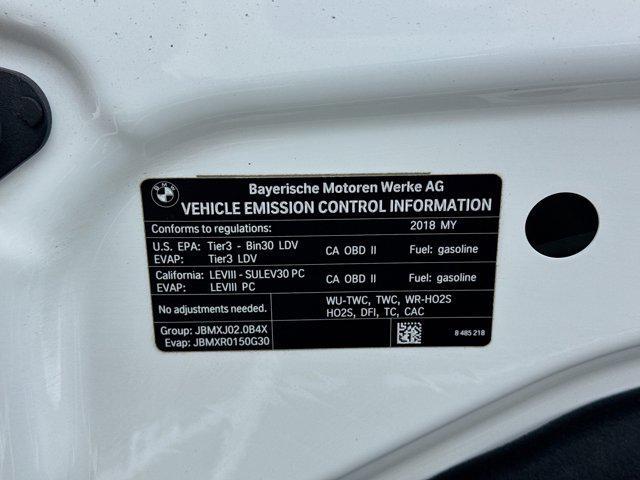 BMW
Bayerische Motoren Werke AG
VEHICLE EMISSION CONTROL INFORMATION
Conforms to regulations: 2018 MY
U.S. EPA: Tier3 - Bin30 LDV CA OBD II Fuel: gasoline
EVAP: Tier3 LDV
California: LEVIII - SULEV30 PC CA OBD II Fuel: gasoline
EVAP: LEVIII PC
No adjustments needed. WU-TWC, TWC, WR-HO2S
HO2S, DFI, TC, CAC
Group: JBMXJ02.0B4X
Evap: JBMXR0150G30 8 485 218